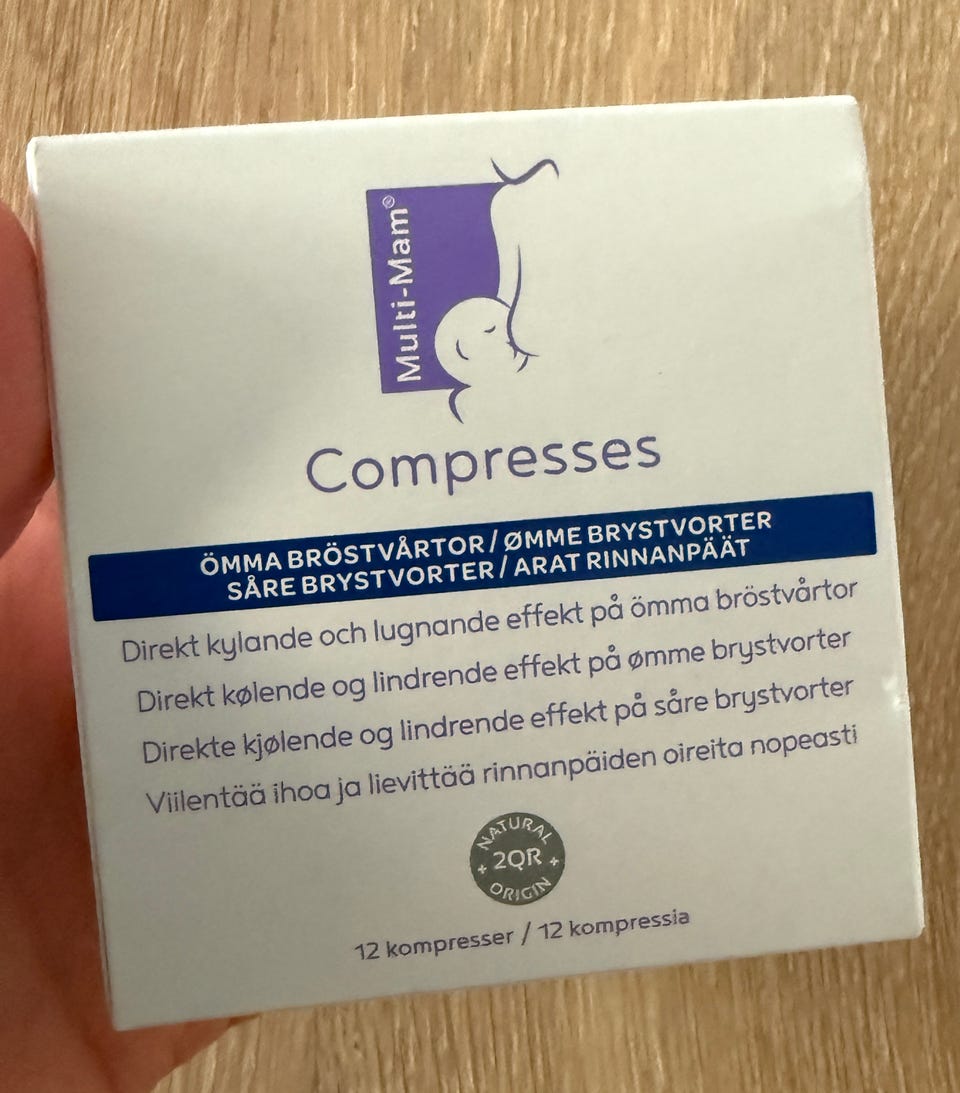 Multi-Mam®
Compresses
ÖMMA BRÖSTVÅRTOR / ØMME BRYSTVORTER
SÅRE BRYSTVORTER / ARAT RINNANPÄÄT
Direkt kylande och lugnande effekt på ömma bröstvårtor
Direkt kølende og lindrende effekt på ømme brystvorter
Direkte kjølende og lindrende effekt på såre brystvorter
Viilentää ihoa ja lievittää rinnanpäiden oireita nopeasti
NATURAL
+ 2QR +
ORIGIN
12 kompresser / 12 kompressia